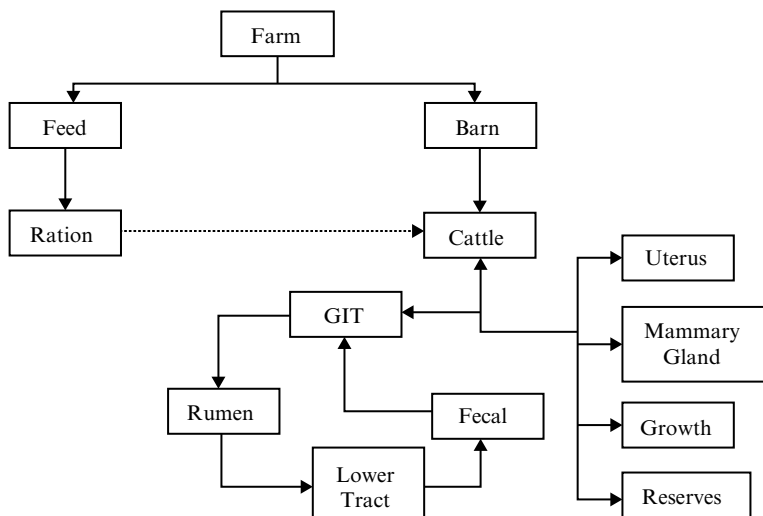 Farm
Feed
Barn
Ration
Cattle
Uterus
GIT
Mammary
Gland
Rumen
Fecal
Growth
Lower
Tract
Reserves